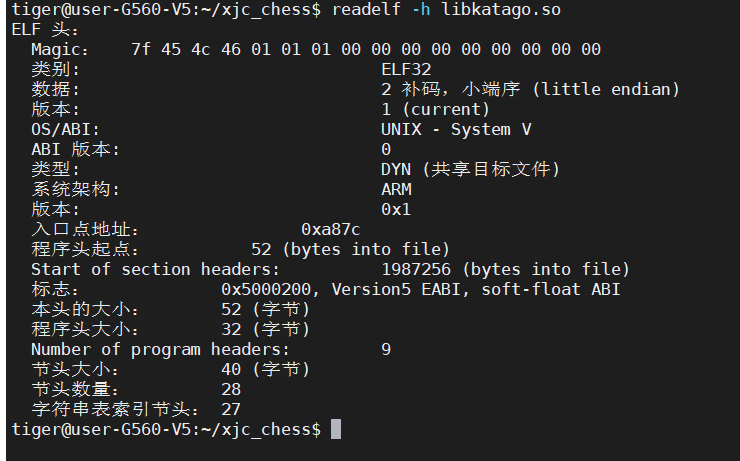 tiger@user-G560-V5:~/xjc_chess$ readelf -h libkatago.so
ELF 头：
  Magic：   7f 45 4c 46 01 01 01 00 00 00 00 00 00 00 00 00
  类别:                              ELF32
  数据:                              2 补码，小端序 (little endian)
  版本:                              1 (current)
  OS/ABI:                            UNIX - System V
  ABI 版本:                          0
  类型:                              DYN (共享目标文件)
  系统架构:                          ARM
  版本:                              0x1
  入口点地址：               0xa87c
  程序头起点：          52 (bytes into file)
  Start of section headers:          1987256 (bytes into file)
  标志：             0x5000200, Version5 EABI, soft-float ABI
  本头的大小：       52 (字节)
  程序头大小：       32 (字节)
  Number of program headers:         9
  节头大小：         40 (字节)
  节头数量：         28
  字符串表索引节头： 27
tiger@user-G560-V5:~/xjc_chess$